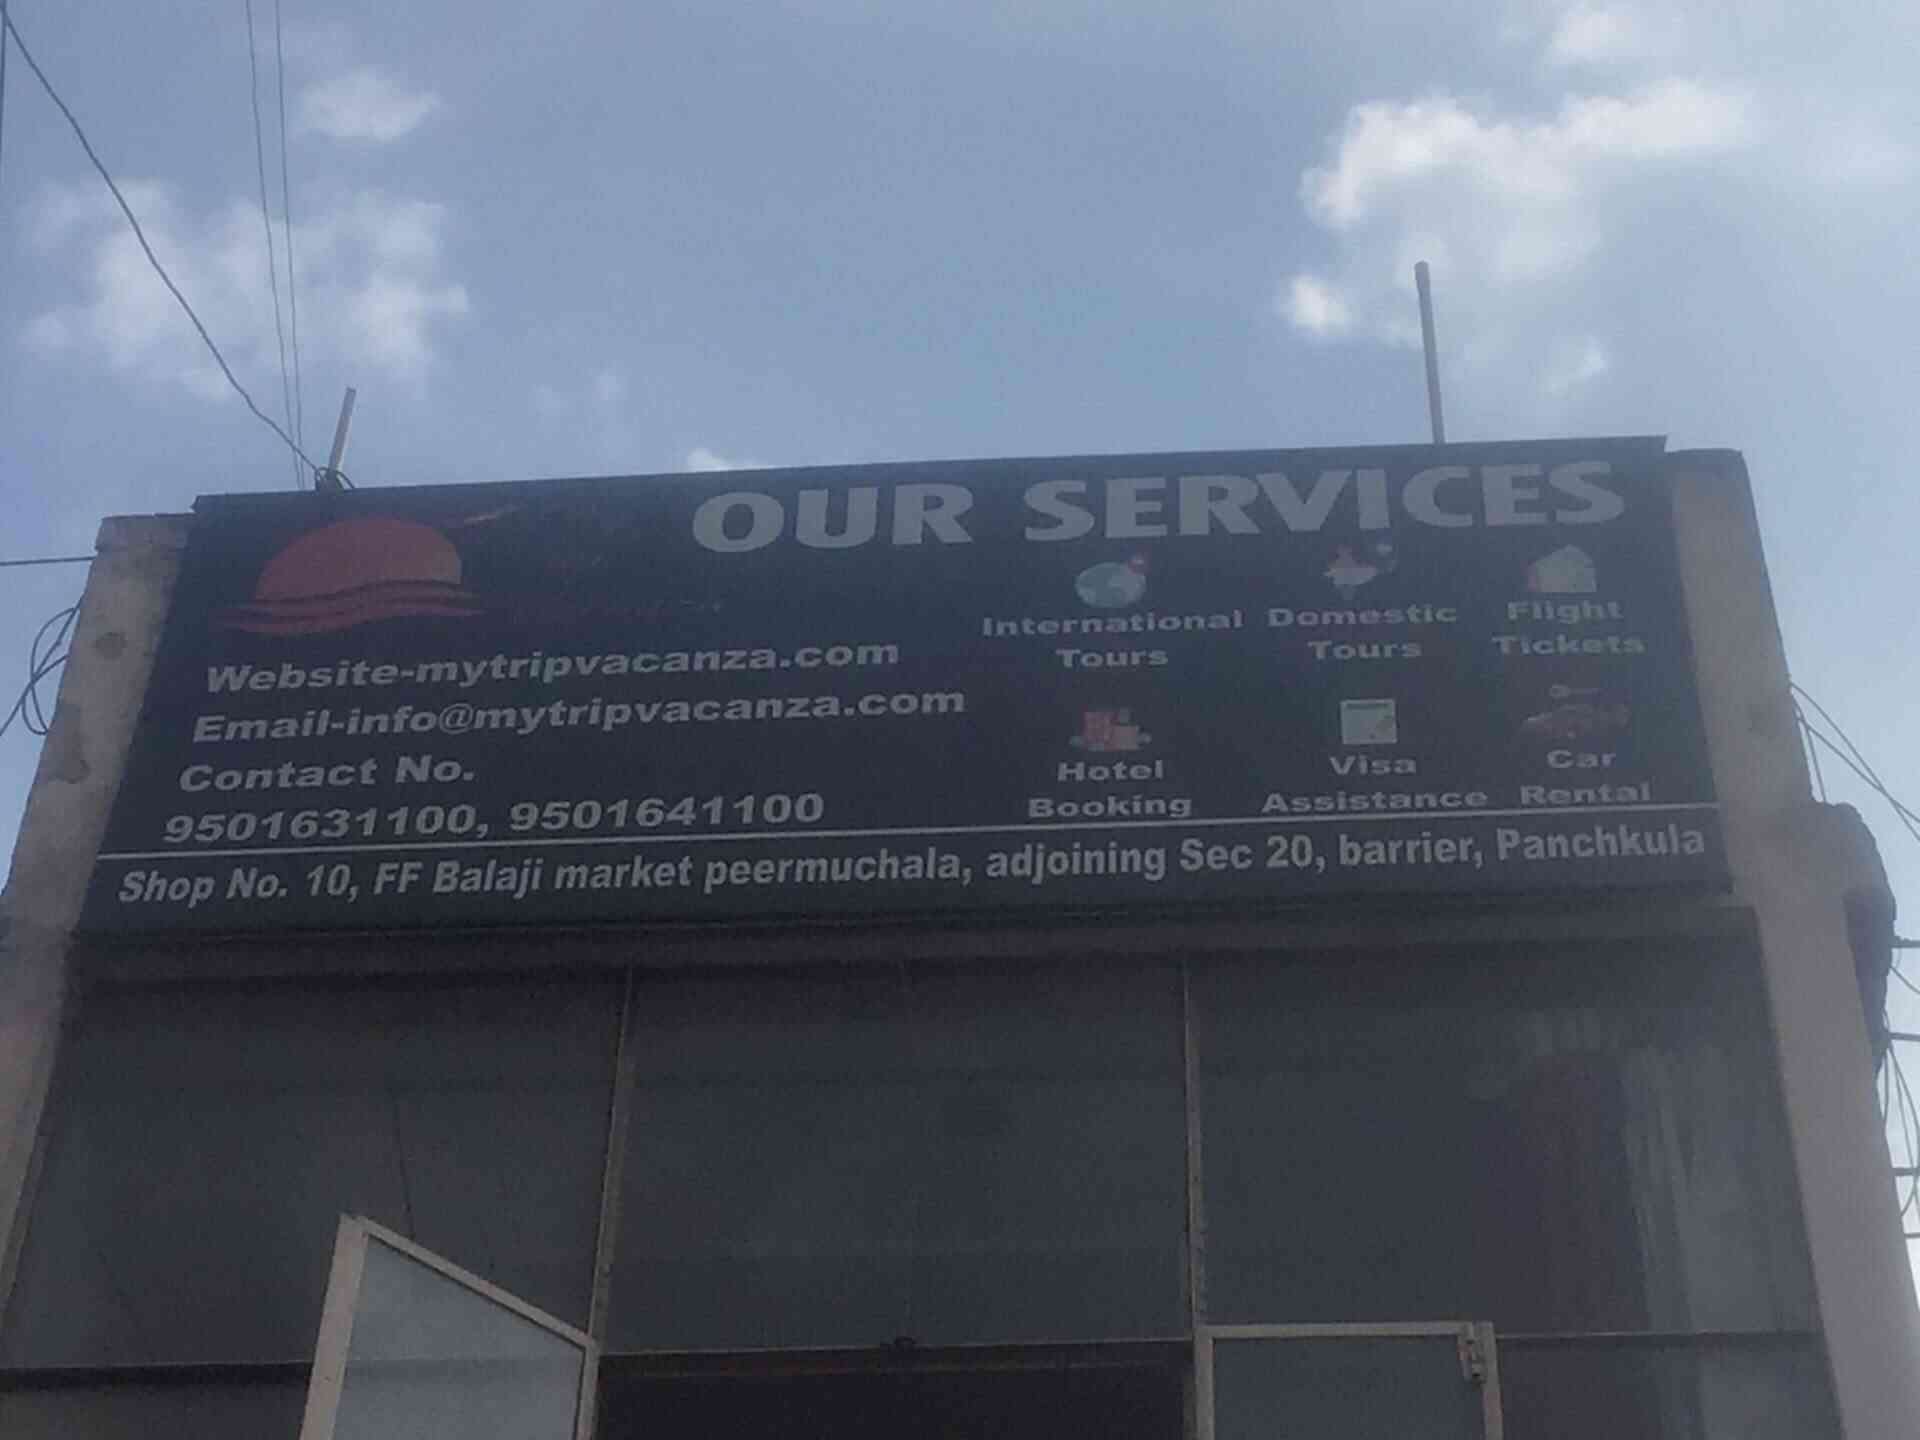 OUR SERVICES
Website-mytripvacanza.com
Email-info@mytripvacanza.com
Contact No.
9501631100, 9501641100
International
Tours
Domestic
Tours
Flight
Tickets
Hotel
Booking
Visa
Assistance
Car
Rental
Shop No. 10, FF Balaji market peermuchala, adjoining Sec 20, barrier, Panchkula